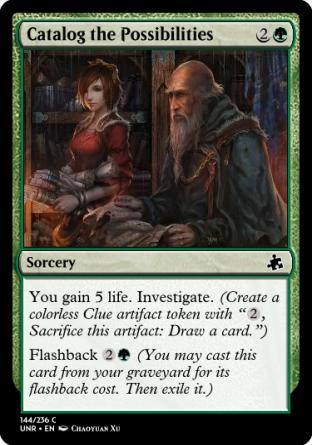 Catalog the Possibilities 2
Sorcery
You gain 5 life. Investigate. (Create a
colorless Clue artifact token with “2,
Sacrifice this artifact: Draw a card.”)
Flashback 2 (You may cast this
card from your graveyard for its
flashback cost. Then exile it.)
144/236 C
UNR • EN Chaoyuan Xu